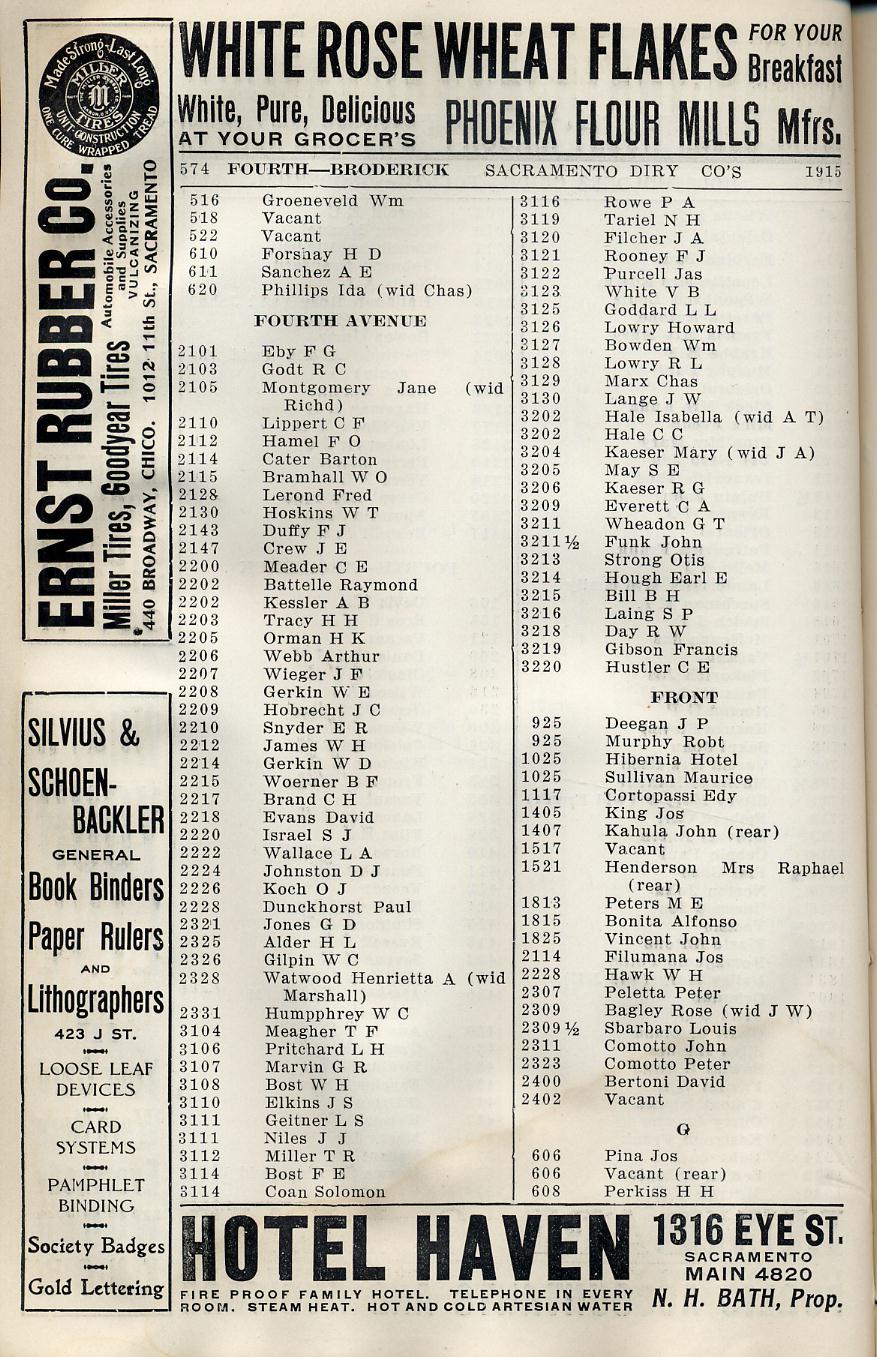 WHITE ROSE WHEAT FLAKES FOR YOUR Breakfast
White, Pure, Delicious
AT YOUR GROCER'S
PHOENIX FLOUR MILLS Mfrs.
Made Strong-Last Long
MILLER
M
TIRES
UNIT-CONSTRUCTION
ONE CURE WRAPPED TREAD
ERNST RUBBER CO.
Automobile Accessories
and Supplies
VULCANIZING
Miller Tires, Goodyear Tires
440 BROADWAY, CHICO. 1012 11th St., SACRAMENTO
SILVIUS &
SCHOEN-
BACKLER
GENERAL
Book Binders
Paper Rulers
AND
Lithographers
423 J ST.
LOOSE LEAF
DEVICES
CARD
SYSTEMS
PAMPHLET
BINDING
Society Badges
Gold Lettering
574 FOURTH—BRODERICK SACRAMENTO DIRY CO'S 1915
516 Groeneveld Wm
518 Vacant
522 Vacant
610 Forshay H D
611 Sanchez A E
620 Phillips Ida (wid Chas)
FOURTH AVENUE
2101 Eby F G
2103 Godt R C
2105 Montgomery Jane (wid
Richd)
2110 Lippert C F
2112 Hamel F O
2114 Cater Barton
2115 Bramhall W O
2128 Lerond Fred
2130 Hoskins W T
2143 Duffy F J
2147 Crew J E
2200 Meader C E
2202 Battelle Raymond
2202 Kessler A B
2203 Tracy H H
2205 Orman H K
2206 Webb Arthur
2207 Wieger J F
2208 Gerkin W E
2209 Hobrecht J C
2210 Snyder E R
2212 James W H
2214 Gerkin W D
2215 Woerner B F
2217 Brand C H
2218 Evans David
2220 Israel S J
2222 Wallace L A
2224 Johnston D J
2226 Koch O J
2228 Dunckhorst Paul
2321 Jones G D
2325 Alder H L
2326 Gilpin W C
2328 Watwood Henrietta A (wid
Marshall)
2331 Humpphrey W C
3104 Meagher T F
3106 Pritchard L H
3107 Marvin G R
3108 Bost W H
3110 Elkins J S
3111 Geitner L S
3111 Niles J J
3112 Miller T R
3114 Bost F E
3114 Coan Solomon
3116 Rowe P A
3119 Tariel N H
3120 Filcher J A
3121 Rooney F J
3122 Purcell Jas
3123 White V B
3125 Goddard L L
3126 Lowry Howard
3127 Bowden Wm
3128 Lowry R L
3129 Marx Chas
3130 Lange J W
3202 Hale Isabella (wid A T)
3202 Hale C C
3204 Kaeser Mary (wid J A)
3205 May S E
3206 Kaeser R G
3209 Everett C A
3211 Wheadon G T
3211½ Funk John
3213 Strong Otis
3214 Hough Earl E
3215 Bill B H
3216 Laing S P
3218 Day R W
3219 Gibson Francis
3220 Hustler C E
FRONT
925 Deegan J P
925 Murphy Robt
1025 Hibernia Hotel
1025 Sullivan Maurice
1117 Cortopassi Edy
1405 King Jos
1407 Kahula John (rear)
1517 Vacant
1521 Henderson Mrs Raphael
(rear)
1813 Peters M E
1815 Bonita Alfonso
1825 Vincent John
2114 Filumana Jos
2228 Hawk W H
2307 Peletta Peter
2309 Bagley Rose (wid J W)
2309½ Sbarbaro Louis
2311 Comotto John
2323 Comotto Peter
2400 Bertoni David
2402 Vacant
G
606 Pina Jos
606 Vacant (rear)
608 Perkiss H H
HOTEL HAVEN
FIRE PROOF FAMILY HOTEL. TELEPHONE IN EVERY
ROOM. STEAM HEAT. HOT AND COLD ARTESIAN WATER
1316 EYE ST.
SACRAMENTO
MAIN 4820
N. H. BATH, Prop.